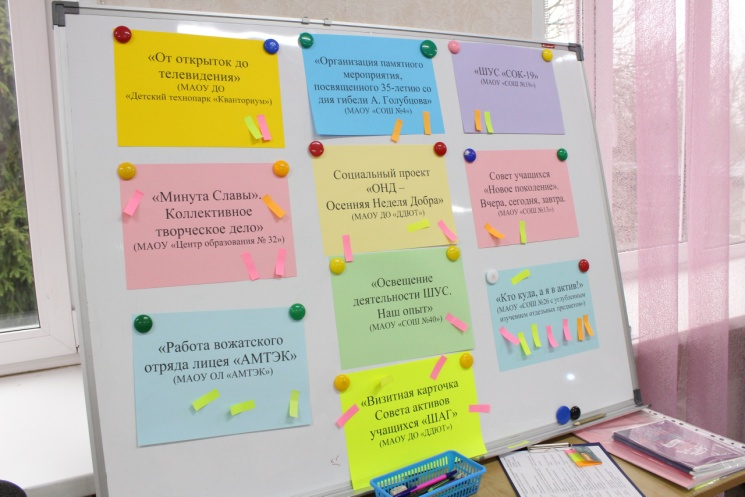 «От открыток до
телевидения»
(МАОУ ДО
«Детский технопарк «Кванториум»)
«Организация памятного
мероприятия,
посвященного 35-летию со
дня гибели А. Голубцова»
(МАОУ «СОШ №4»)
«ШУС «СОК-19»
(МАОУ «СОШ №19»)
«Минута Славы».
Коллективное
творческое дело»
(МАОУ «Центр образования № 32»)
Социальный проект
«ОНД –
Осенняя Неделя Добра»
(МАОУ ДО «ДДЮТ»)
Совет учащихся
«Новое поколение».
Вчера, сегодня, завтра.
(МАОУ «СОШ №13»)
«Освещение
деятельности ШУС.
Наш опыт»
(МАОУ «СОШ №40»)
«Кто куда, а я в актив!»
(МАОУ «СОШ №26 с углубленным
изучением отдельных предметов»)
«Работа вожатского
отряда лицея «АМТЭК»
(МАОУ ОЛ «АМТЭК»)
«Визитная карточка
Совета активов
учащихся «ШАГ»
(МАОУ ДО «ДДЮТ»)